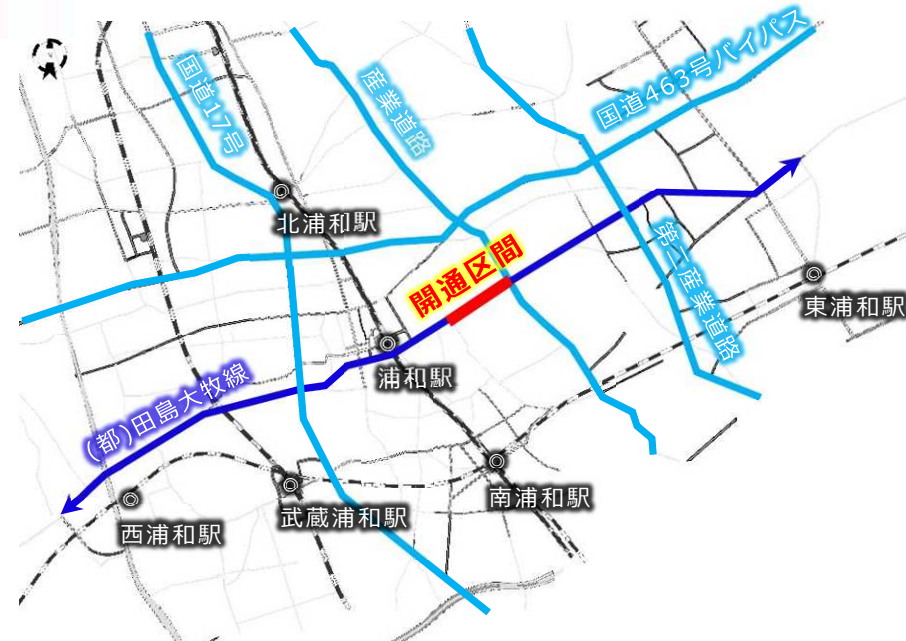 国道17号
産業道路
国道463号バイパス
北浦和駅
開通区間
第二産業道路
東浦和駅
浦和駅
(都)田島大牧線
南浦和駅
武蔵浦和駅
西浦和駅